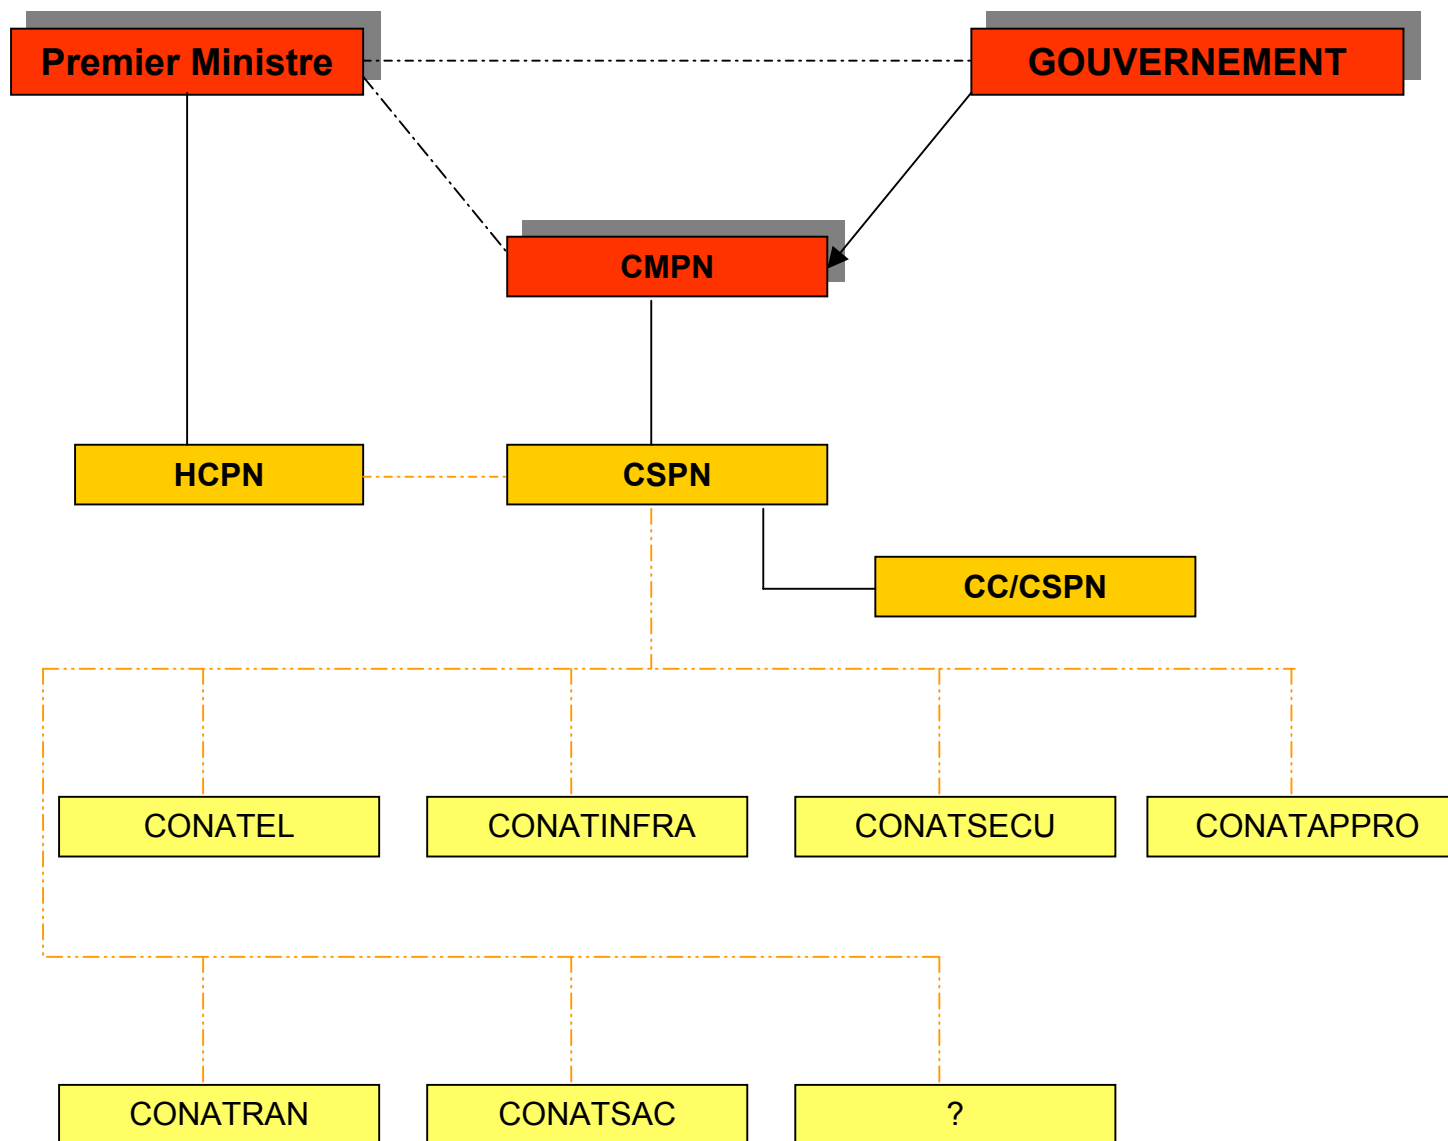 Premier Ministre
GOUVERNEMENT
CMPN
HCPN
CSPN
CC/CSPN
CONATEL
CONATINFRA
CONATSECU
CONATAPPRO
CONATRAN
CONATSAC
?